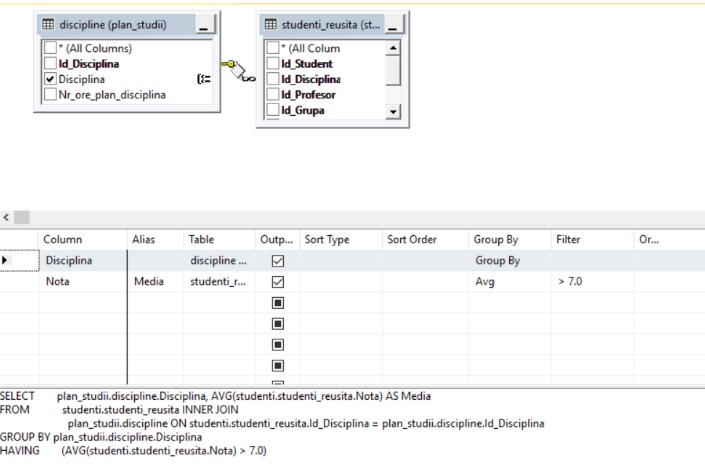 discipline (plan_studii)
* (All Columns)
Id_Disciplina
Disciplina
Nr_ore_plan_disciplina
studenti_reusita (st...
* (All Colum
Id_Student
Id_Disciplina
Id_Profesor
Id_Grupa
Column Alias Table Outp... Sort Type Sort Order Group By Filter Or...
Disciplina discipline ... Group By
Nota Media studenti_r... Avg > 7.0
SELECT plan_studii.discipline.Disciplina, AVG(studenti.studenti_reusita.Nota) AS Media
FROM studenti.studenti_reusita INNER JOIN
plan_studii.discipline ON studenti.studenti_reusita.Id_Disciplina = plan_studii.discipline.Id_Disciplina
GROUP BY plan_studii.discipline.Disciplina
HAVING (AVG(studenti.studenti_reusita.Nota) > 7.0)